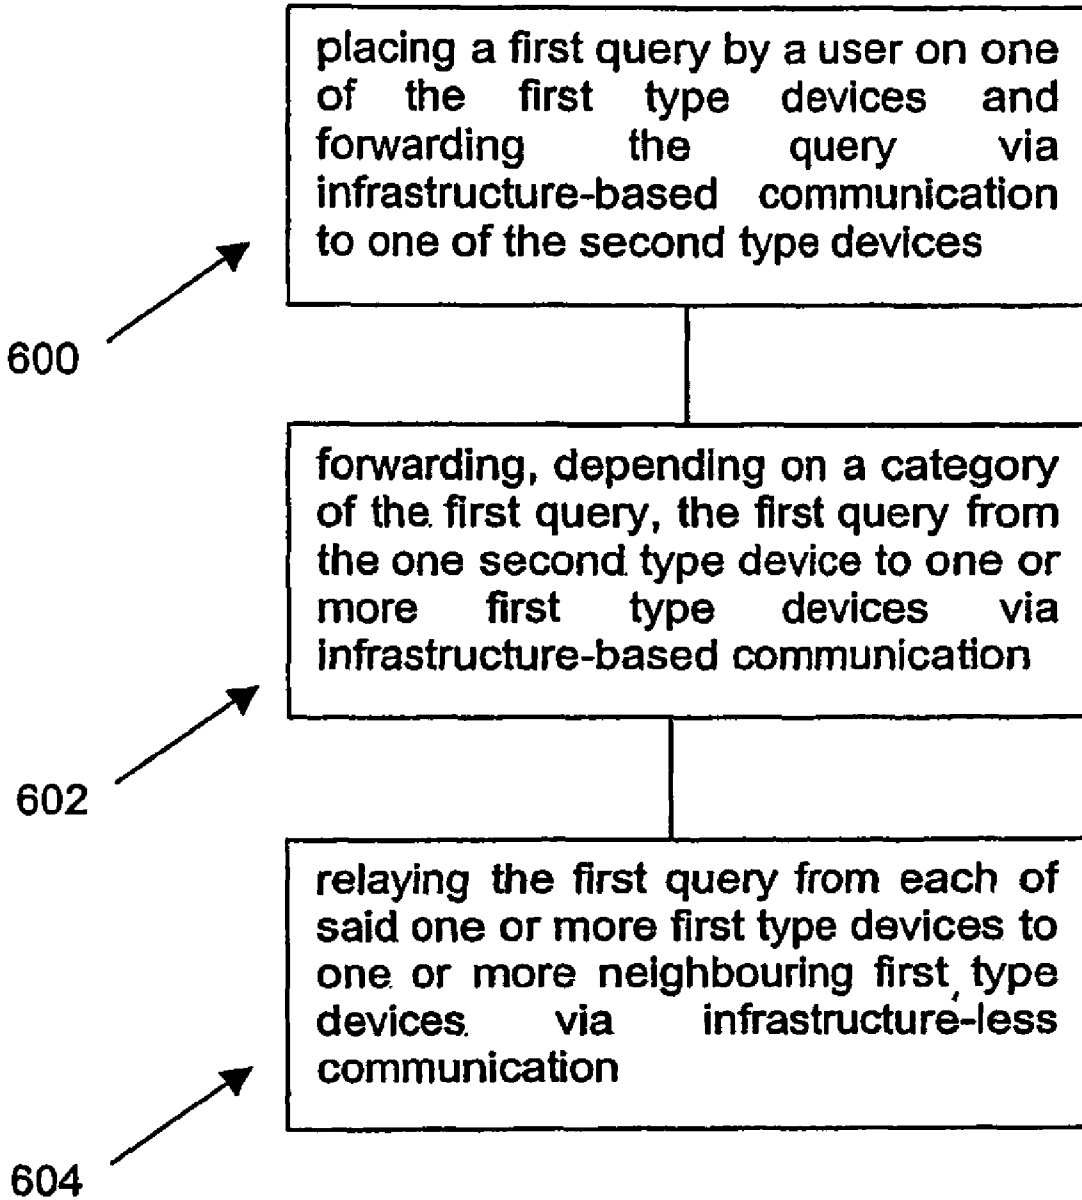 placing a first query by a user on one
of the first type devices and
forwarding the query via
infrastructure-based communication
to one of the second type devices
600
forwarding, depending on a category
of the first query, the first query from
the one second type device to one or
more first type devices via
infrastructure-based communication
602
relaying the first query from each of
said one or more first type devices to
one or more neighbouring first type
devices via infrastructure-less
communication
604